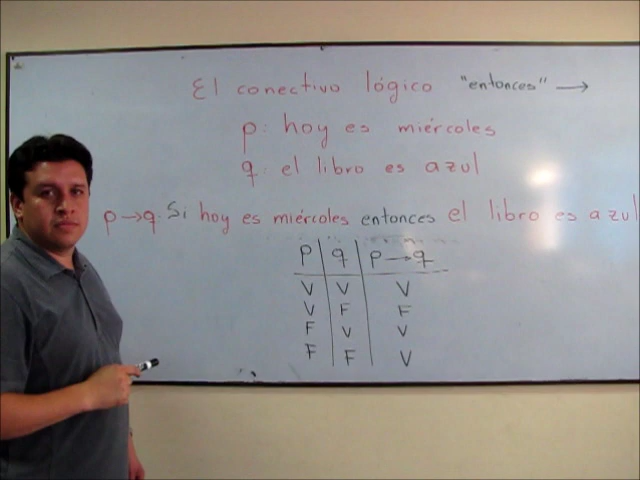 El conectivo lógico "entonces" →
p: hoy es miércoles
q: el libro es azul
p→q: Si hoy es miércoles entonces el libro es azul
p q p→q
V V V
V F F
F V V
F F V